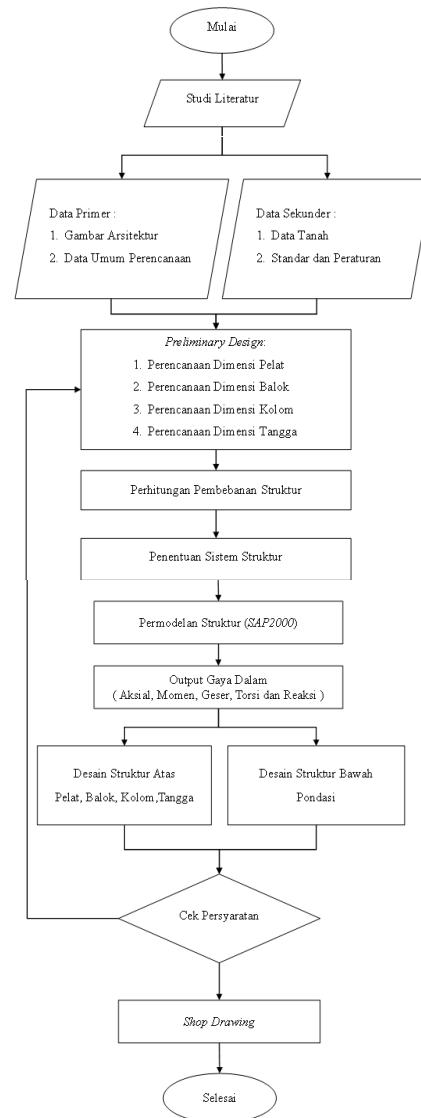 Mulai
Studi Literatur
Data Primer :
1. Gambar Arsitektur
2. Data Umum Perencanaan
Data Sekunder :
1. Data Tanah
2. Standar dan Peraturan
Preliminary Design:
1. Perencanaan Dimensi Pelat
2. Perencanaan Dimensi Balok
3. Perencanaan Dimensi Kolom
4. Perencanaan Dimensi Tangga
Perhitungan Pembebanan Struktur
Penentuan Sistem Struktur
Permodelan Struktur (SAP2000)
Output Gaya Dalam
( Aksial, Momen, Geser, Torsi dan Reaksi )
Desain Struktur Atas
Pelat, Balok, Kolom ,Tangga
Desain Struktur Bawah
Pondasi
Cek Persyaratan
Shop Drawing
Selesai